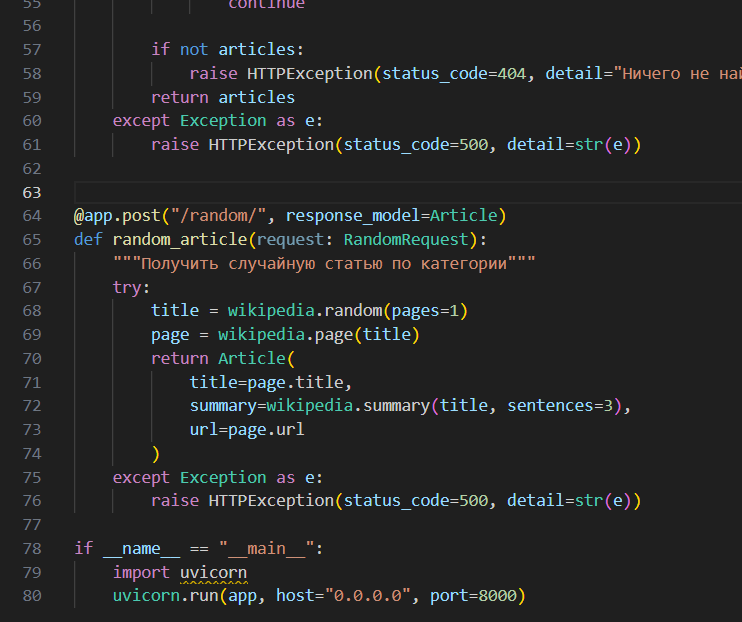 55 continue
56
57 if not articles:
58 raise HTTPException(status_code=404, detail="Ничего не
59 return articles
60 except Exception as e:
61 raise HTTPException(status_code=500, detail=str(e))
62
63
64 @app.post("/random/", response_model=Article)
65 def random_article(request: RandomRequest):
66 """Получить случайную статью по категории"""
67 try:
68 title = wikipedia.random(pages=1)
69 page = wikipedia.page(title)
70 return Article(
71 title=page.title,
72 summary=wikipedia.summary(title, sentences=3),
73 url=page.url
74 )
75 except Exception as e:
76 raise HTTPException(status_code=500, detail=str(e))
77
78 if __name__ == "__main__":
79 import uvicorn
80 uvicorn.run(app, host="0.0.0.0", port=8000)